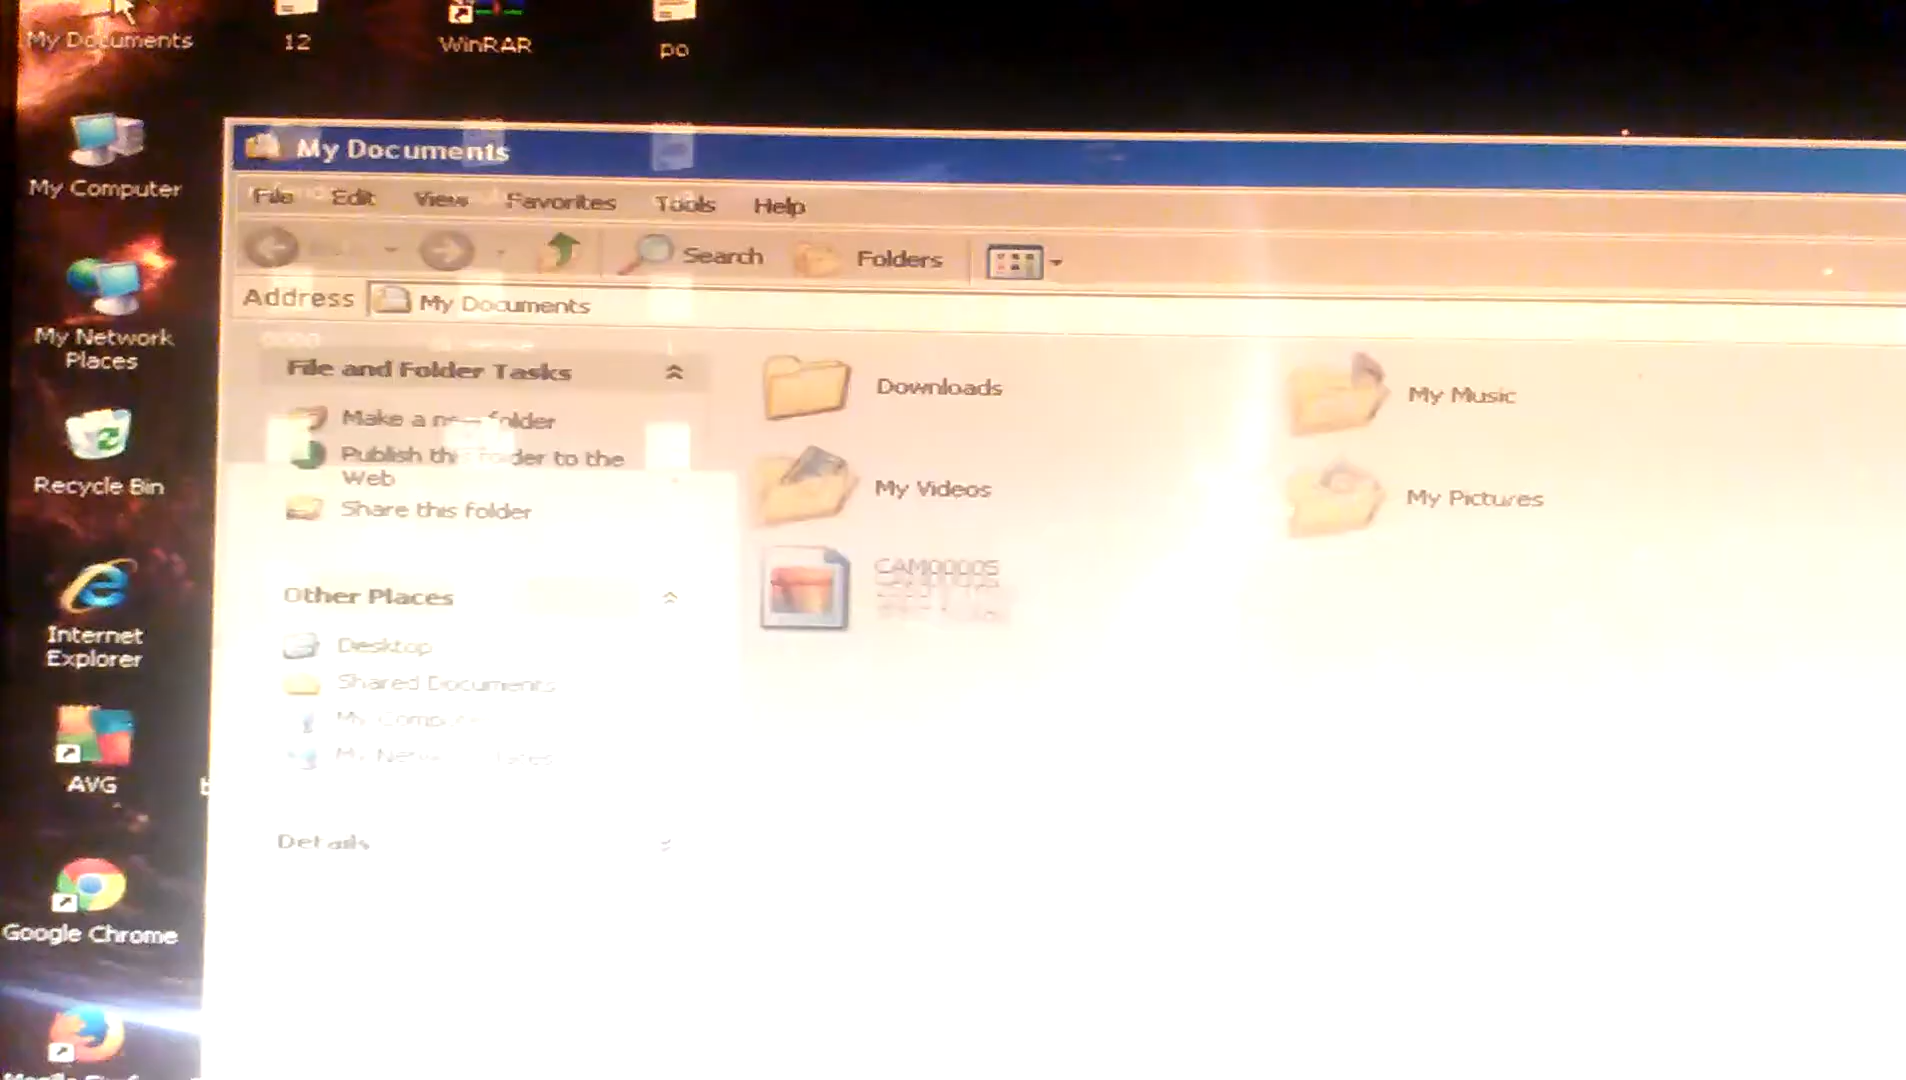 My Documents
12
WinRAR
po
My Computer
My Network
Places
Recycle Bin
Internet
Explorer
AVG
Google Chrome
My Documents
File Edit View Favorites Tools Help
Search Folders
Address My Documents
File and Folder Tasks
Make a folder
Publish folder to the
Web
Share this folder
Other Places
Desktop
Shared Documents
My
My
Details
Downloads
My Music
My Videos
My Pictures
CAM00005